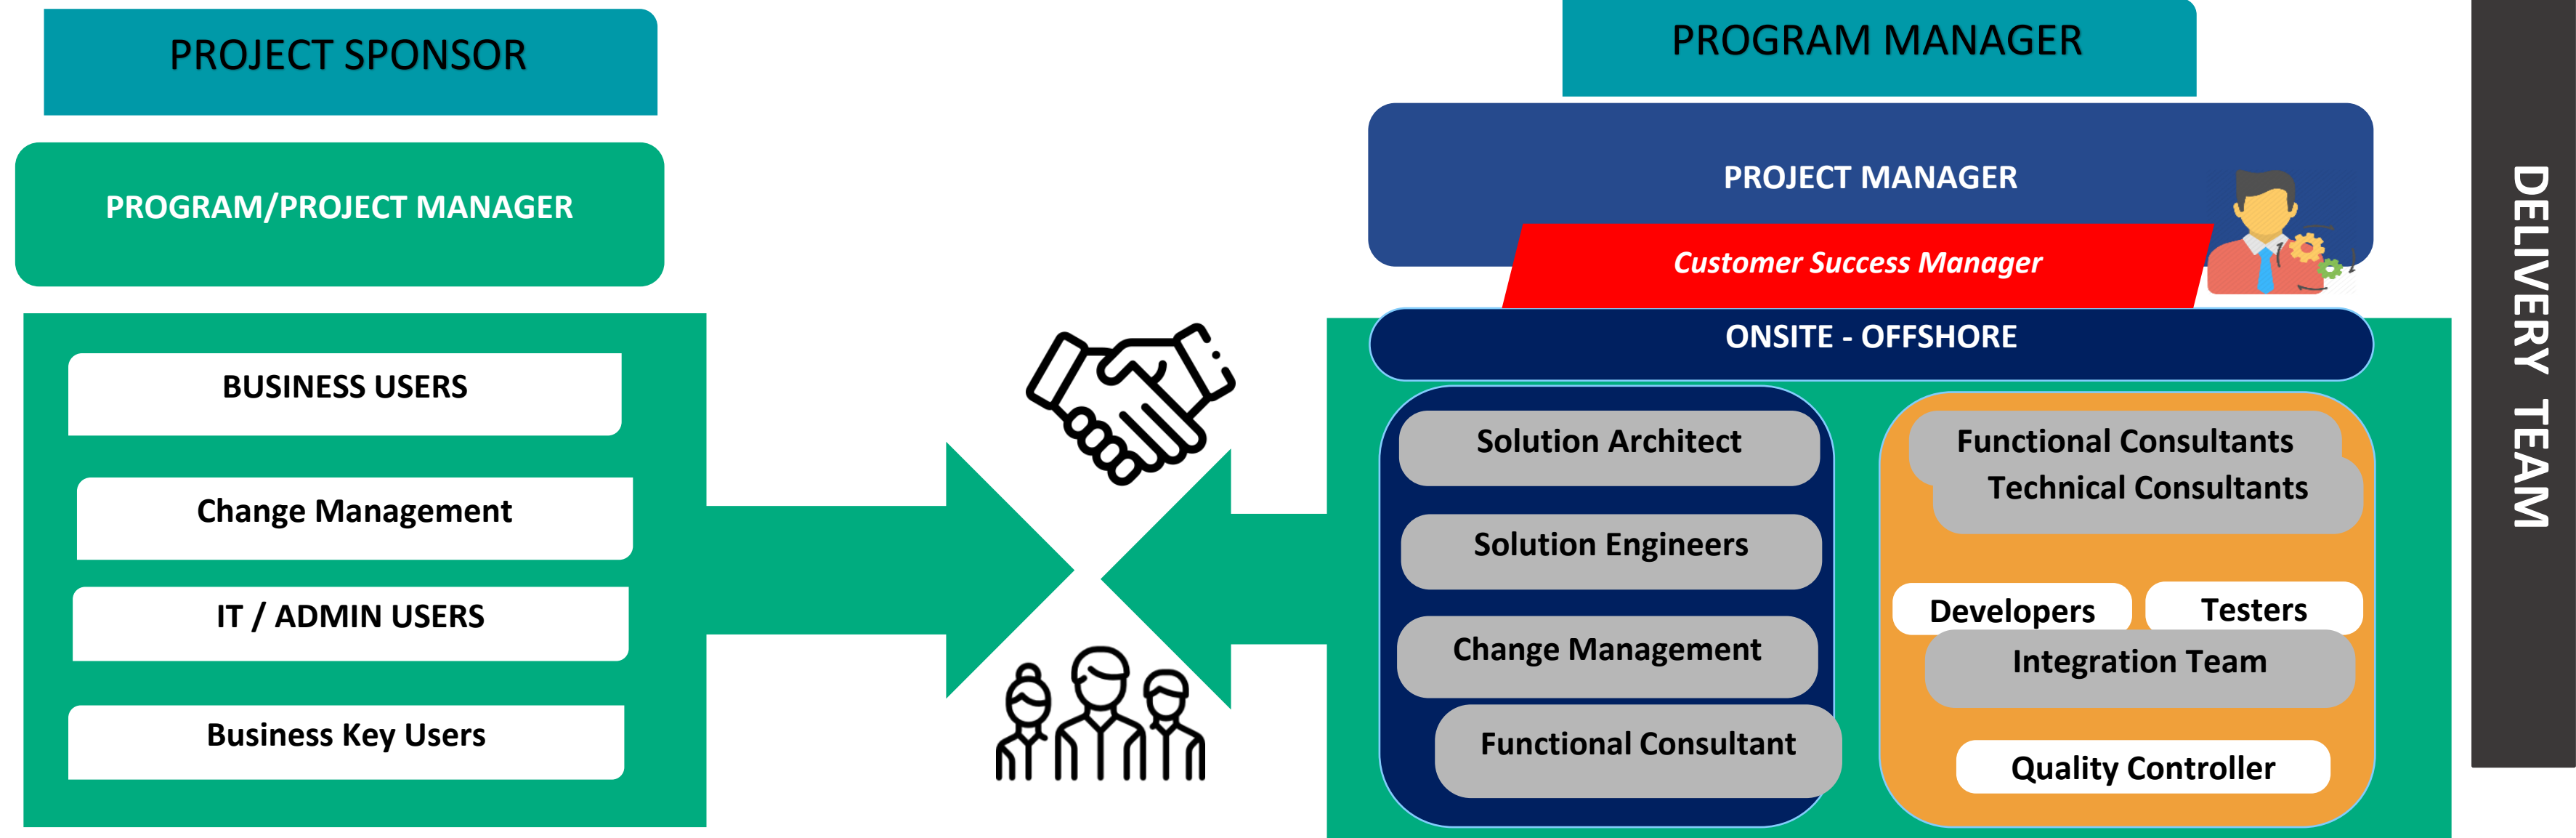 PROJECT SPONSOR
PROGRAM/PROJECT MANAGER
BUSINESS USERS
Change Management
IT / ADMIN USERS
Business Key Users
PROGRAM MANAGER
PROJECT MANAGER
Customer Success Manager
ONSITE - OFFSHORE
Solution Architect
Solution Engineers
Change Management
Functional Consultant
Functional Consultants
Technical Consultants
Developers
Testers
Integration Team
Quality Controller
DELIVERY TEAM